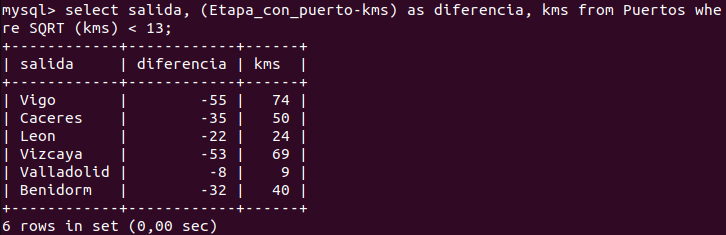 mysql> select salida, (Etapa_con_puerto-kms) as diferencia, kms from Puertos whe
re SQRT (kms) < 13;
+------------+------------+------+
| salida     | diferencia | kms  |
+------------+------------+------+
| Vigo       |        -55 |   74 |
| Caceres    |        -35 |   50 |
| Leon       |        -22 |   24 |
| Vizcaya    |        -53 |   69 |
| Valladolid |         -8 |    9 |
| Benidorm   |        -32 |   40 |
+------------+------------+------+
6 rows in set (0,00 sec)